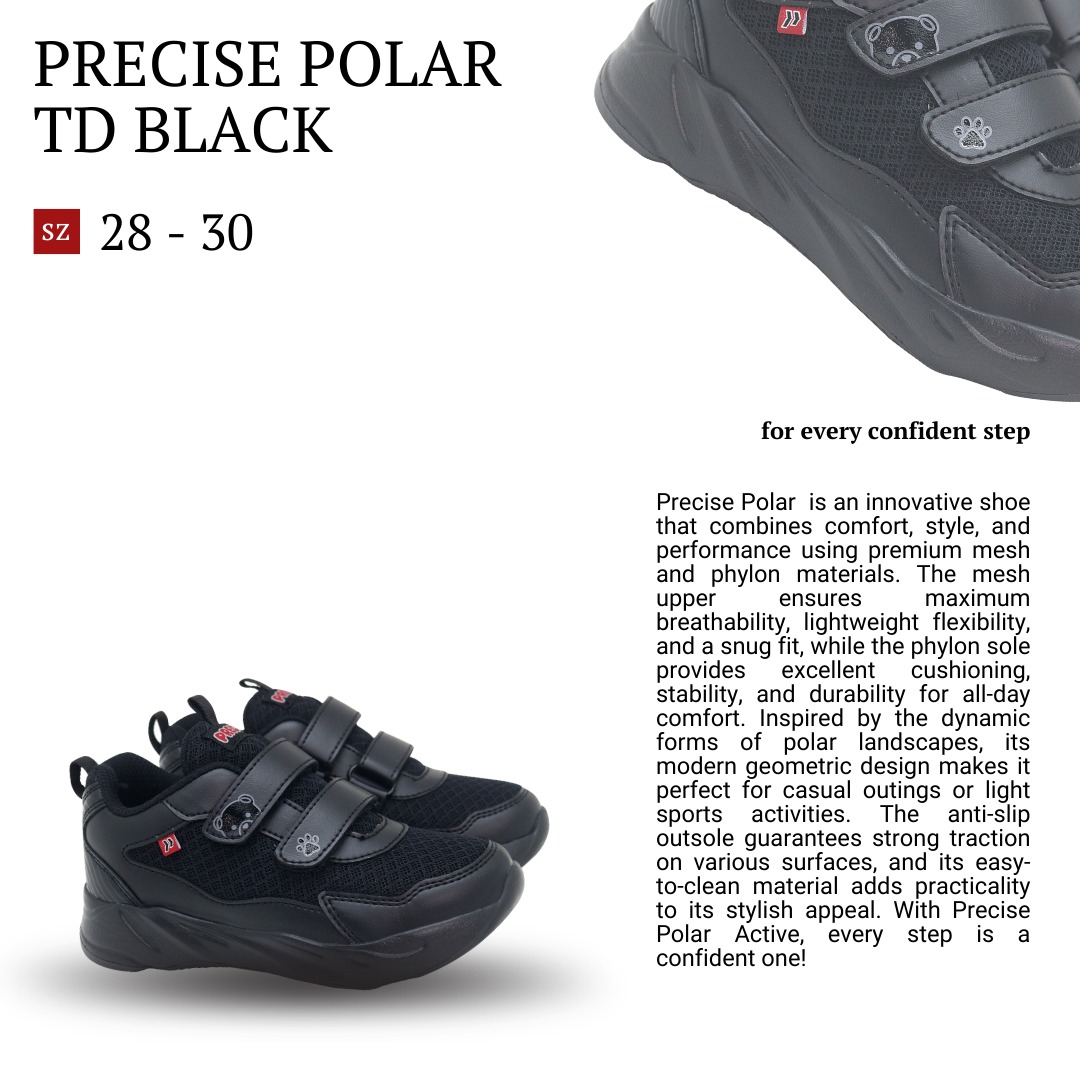 PRECISE POLAR
TD BLACK
SZ 28 - 30
for every confident step
Precise Polar is an innovative shoe
that combines comfort, style, and
performance using premium mesh
and phylon materials. The mesh
upper ensures maximum
breathability, lightweight flexibility,
and a snug fit, while the phylon sole
provides excellent cushioning,
stability, and durability for all-day
comfort. Inspired by the dynamic
forms of polar landscapes, its
modern geometric design makes it
perfect for casual outings or light
sports activities. The anti-slip
outsole guarantees strong traction
on various surfaces, and its easy-
to-clean material adds practicality
to its stylish appeal. With Precise
Polar Active, every step is a
confident one!